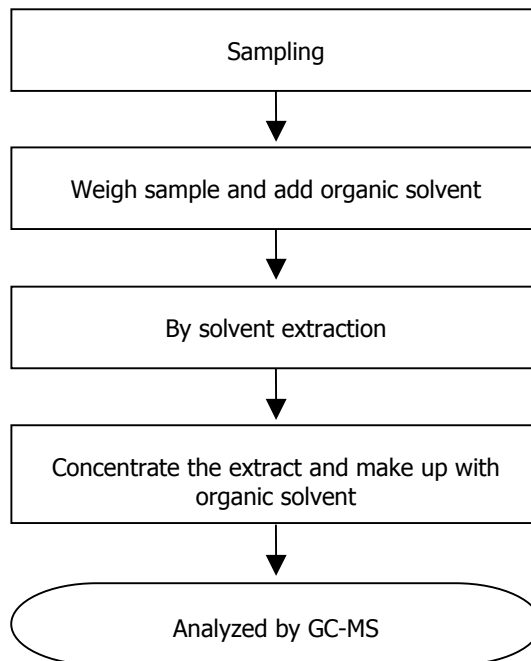 Sampling
Weigh sample and add organic solvent
By solvent extraction
Concentrate the extract and make up with
organic solvent
Analyzed by GC-MS